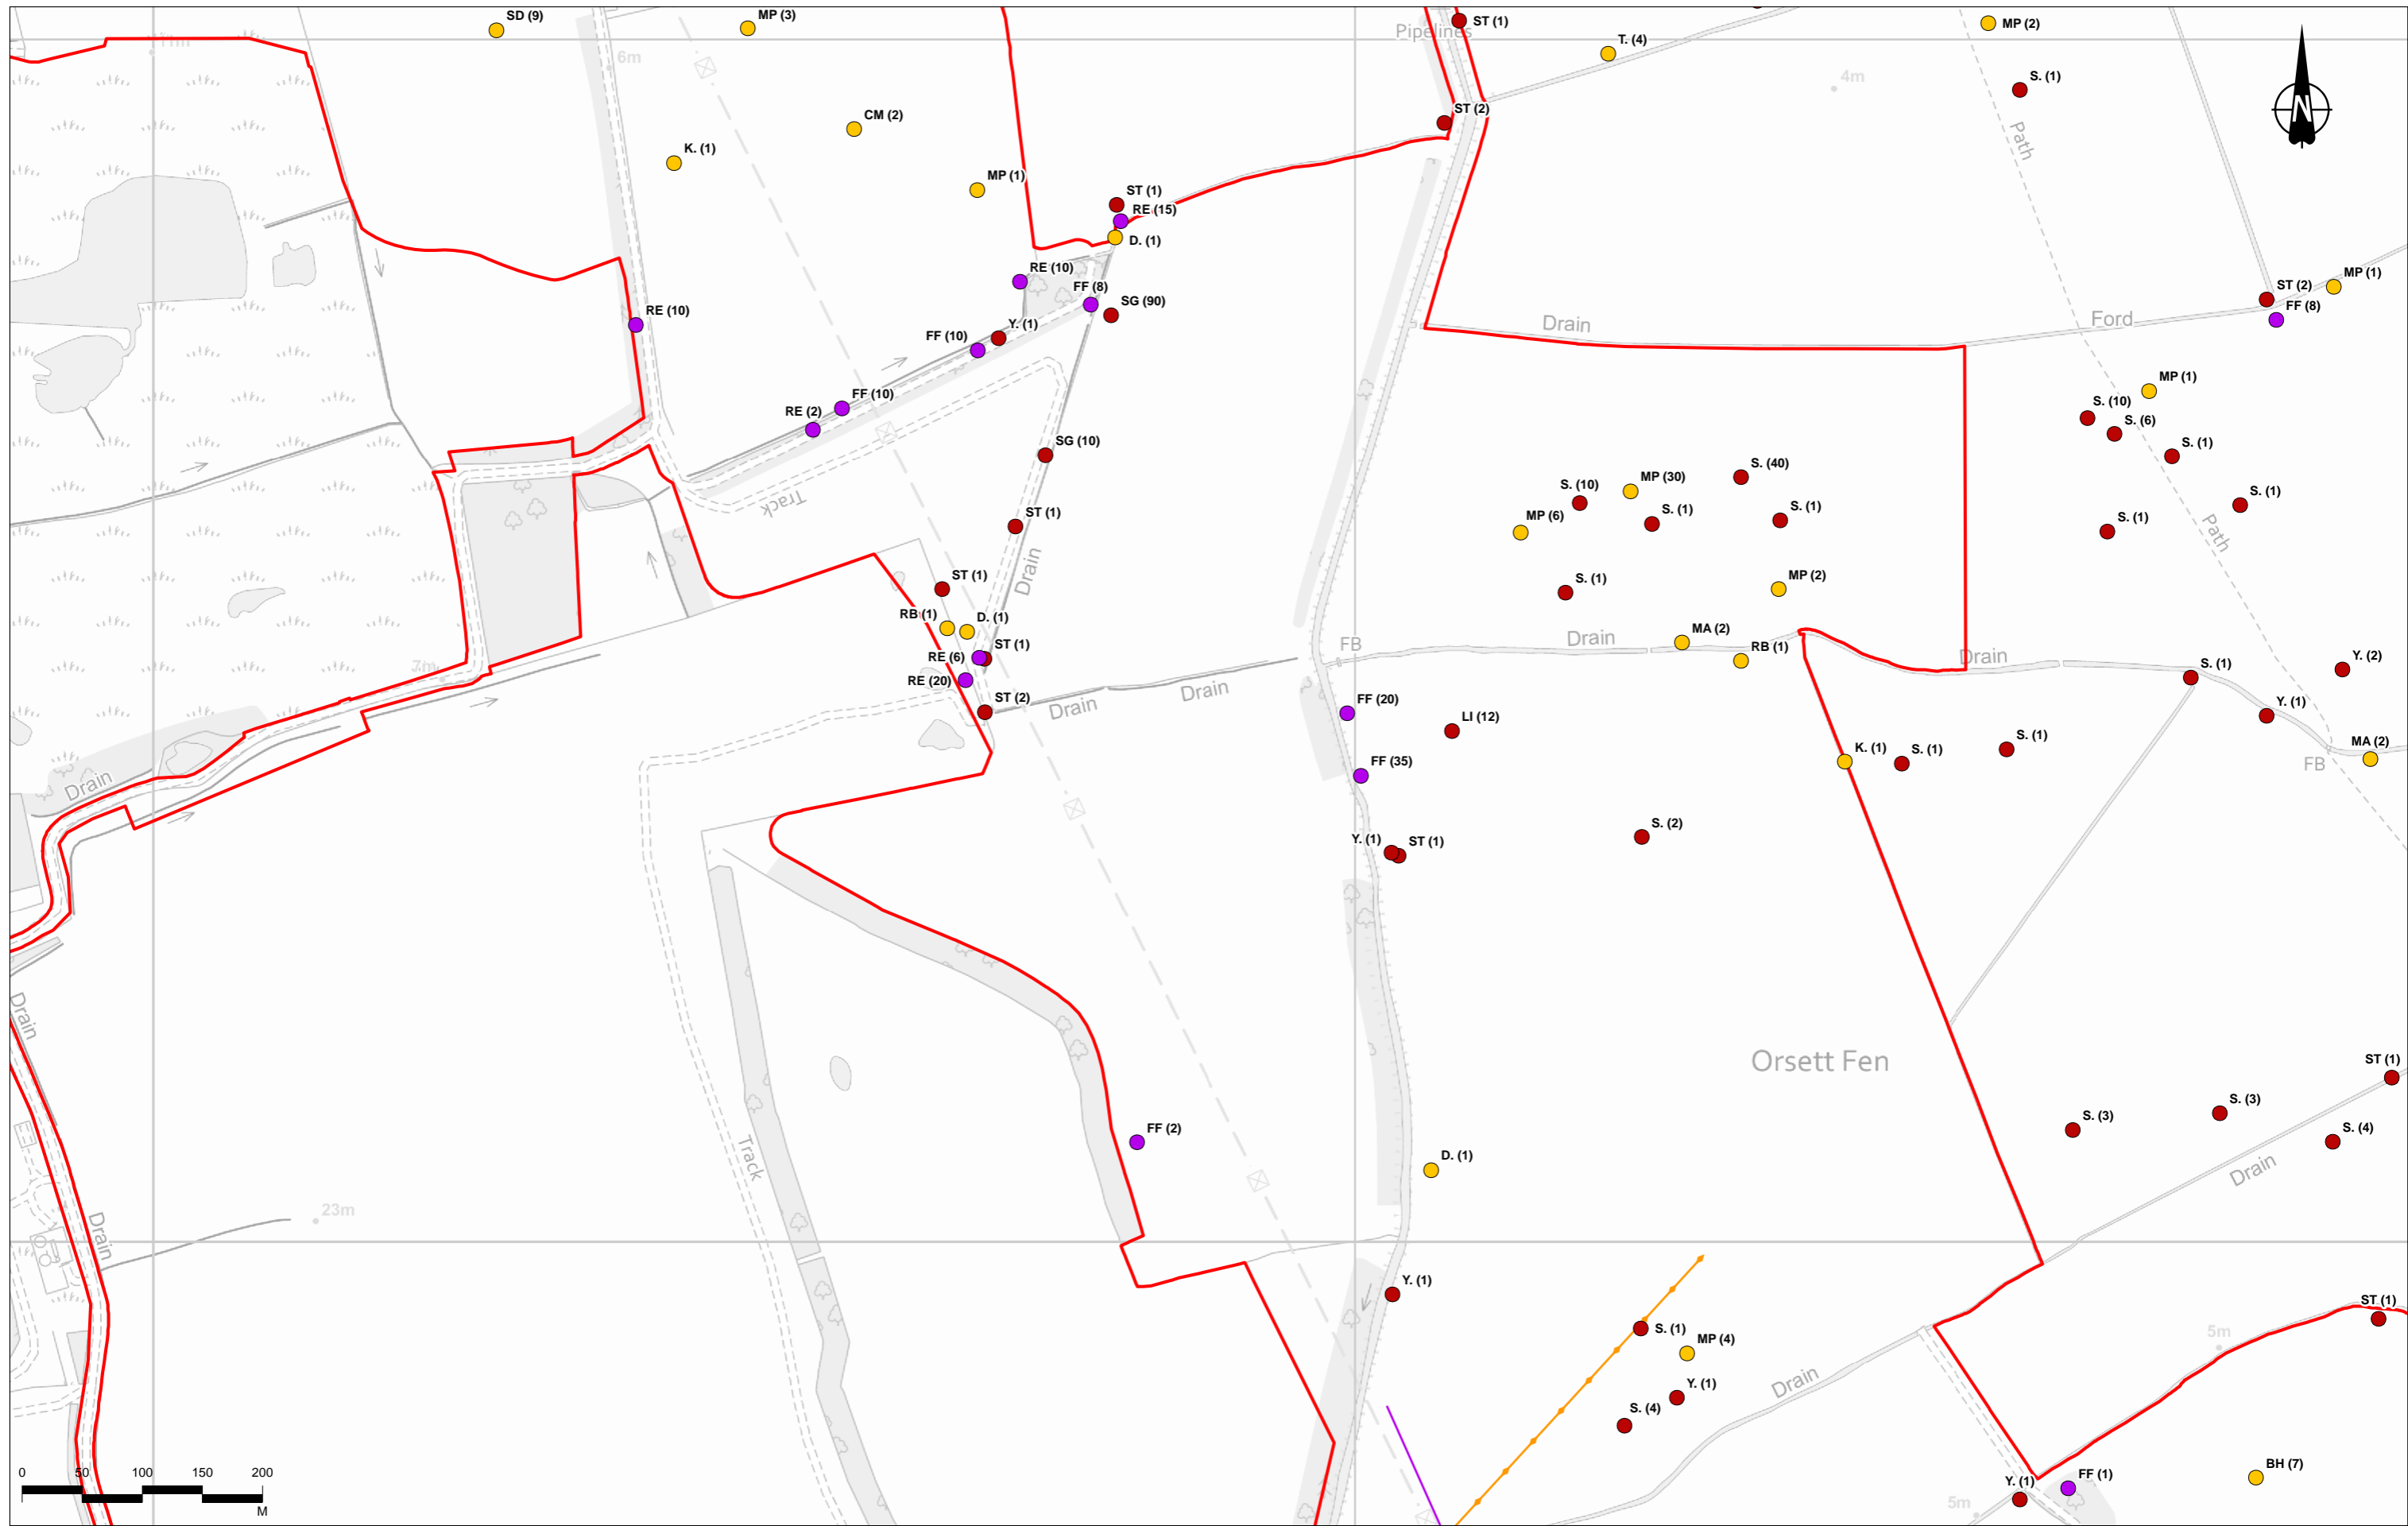 SD (9)
MP (3)
ST (1)
MP (2)
Pipelines
T. (4)
11m
6m
4m
S. (1)
N
CM (2)
ST (2)
Path
K. (1)
MP (1)
ST (1)
RE (15)
D. (1)
RE (10)
FF (8)
SG (90)
MP (1)
ST (2)
FF (8)
RE (10)
Y. (1)
FF (10)
Drain
Ford
MP (1)
FF (10)
RE (2)
S. (10)
S. (6)
SG (10)
S. (1)
S. (40)
MP (30)
S. (10)
S. (1)
Track
MP (6)
S. (1)
S. (1)
S. (1)
ST (1)
Path
Drain
ST (1)
S. (1)
MP (2)
RB (1)
D. (1)
MA (2)
Drain
FB
ST (1)
RB (1)
RE (6)
Drain
7m
S. (1)
Y. (2)
RE (20)
Drain
ST (2)
Drain
FF (20)
LI (12)
Y. (1)
K. (1)
S. (1)
S. (1)
MA (2)
FB
FF (35)
Drain
S. (2)
Y. (1)
ST (1)
Drain
Orsett Fen
ST (1)
S. (3)
S. (3)
FF (2)
S. (4)
Track
D. (1)
Drain
23m
Drain
Y. (1)
ST (1)
S. (1)
MP (4)
5m
Drain
Y. (1)
S. (4)
BH (7)
0 50 100 150 200
M
Y. (1)
FF (1)
5m